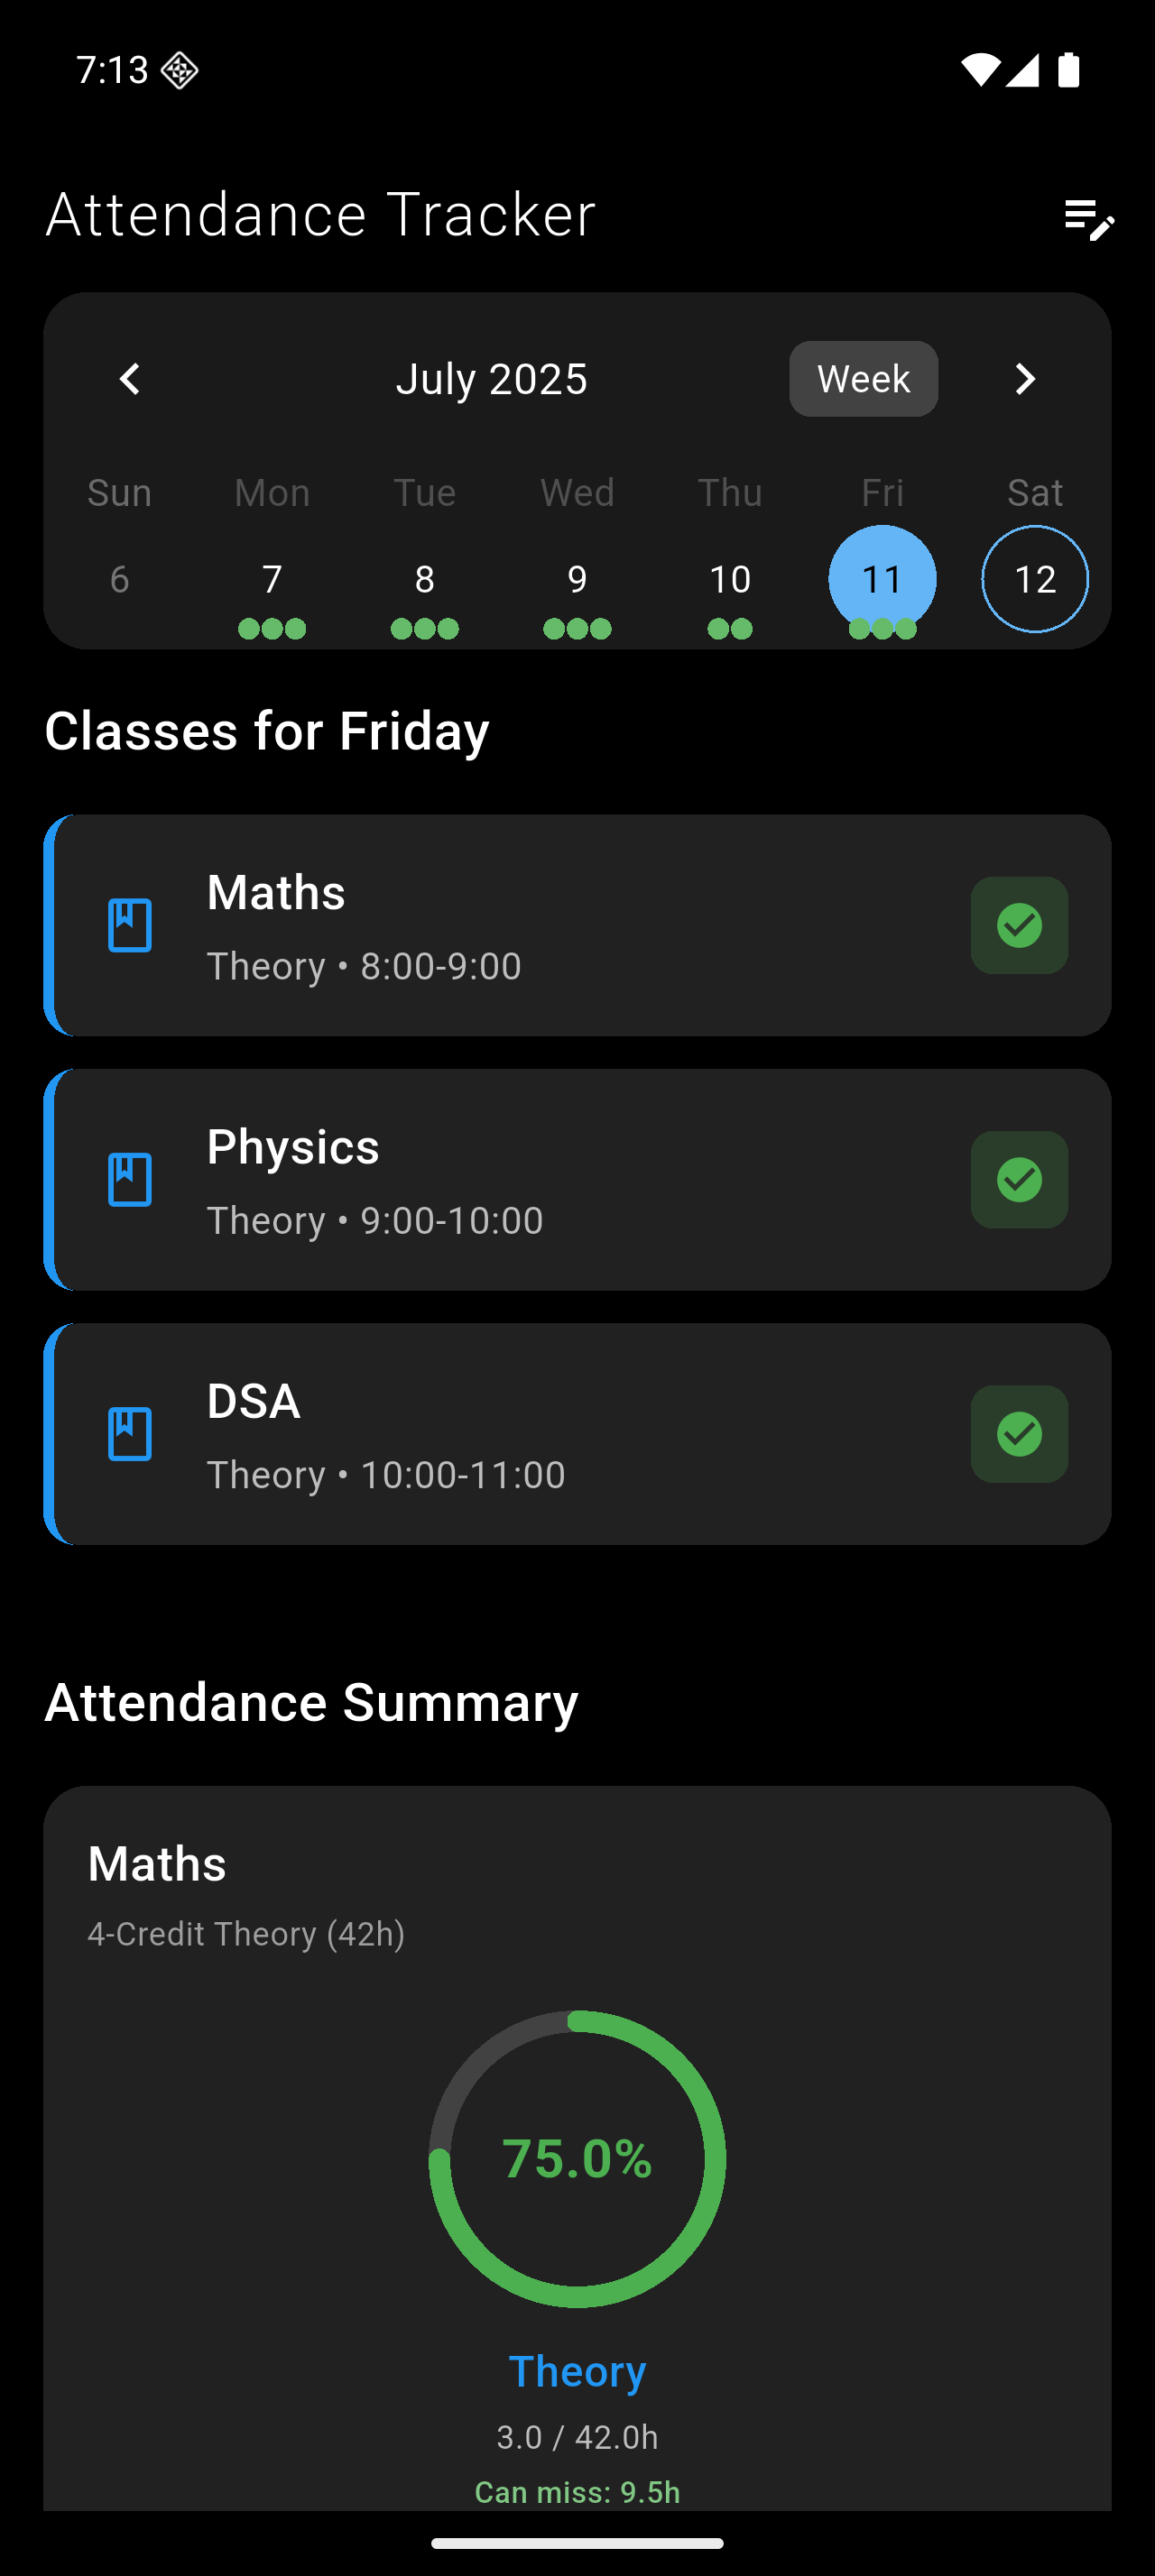 7:13
Attendance Tracker
July 2025 Week
Sun Mon Tue Wed Thu Fri Sat
6 7 8 9 10 11 12
Classes for Friday
Maths
Theory • 8:00-9:00
Physics
Theory • 9:00-10:00
DSA
Theory • 10:00-11:00
Attendance Summary
Maths
4-Credit Theory (42h)
75.0%
Theory
3.0 / 42.0h
Can miss: 9.5h